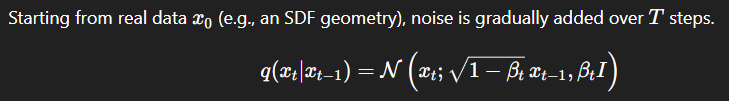 Starting from real data x₀ (e.g., an SDF geometry), noise is gradually added over T steps.
q(xₜ|xₜ₋₁) = 𝒩 (xₜ; √(1 − βₜ) xₜ₋₁, βₜI)